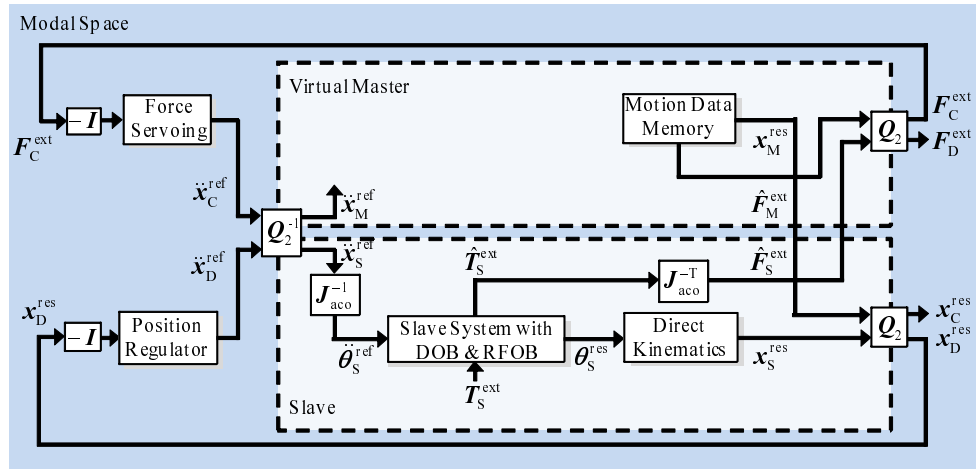 Modal Space
Virtual Master
Motion Data
Memory
Force
Servoing
−I
F_C^ext
ẍ_C^ref
x_M^res
Q_2
F_C^ext
F_D^ext
F̂_M^ext
ẍ_M^ref
Q_2^-1
ẍ_S^ref
ẍ_D^ref
T̂_S^ext
F̂_S^ext
J_aco^-1
J_aco^-T
x_D^res
−I
Position
Regulator
θ̈_S^ref
Slave System with
DOB & RFOB
θ_S^res
Direct
Kinematics
x_S^res
Q_2
x_C^res
x_D^res
T_S^ext
Slave